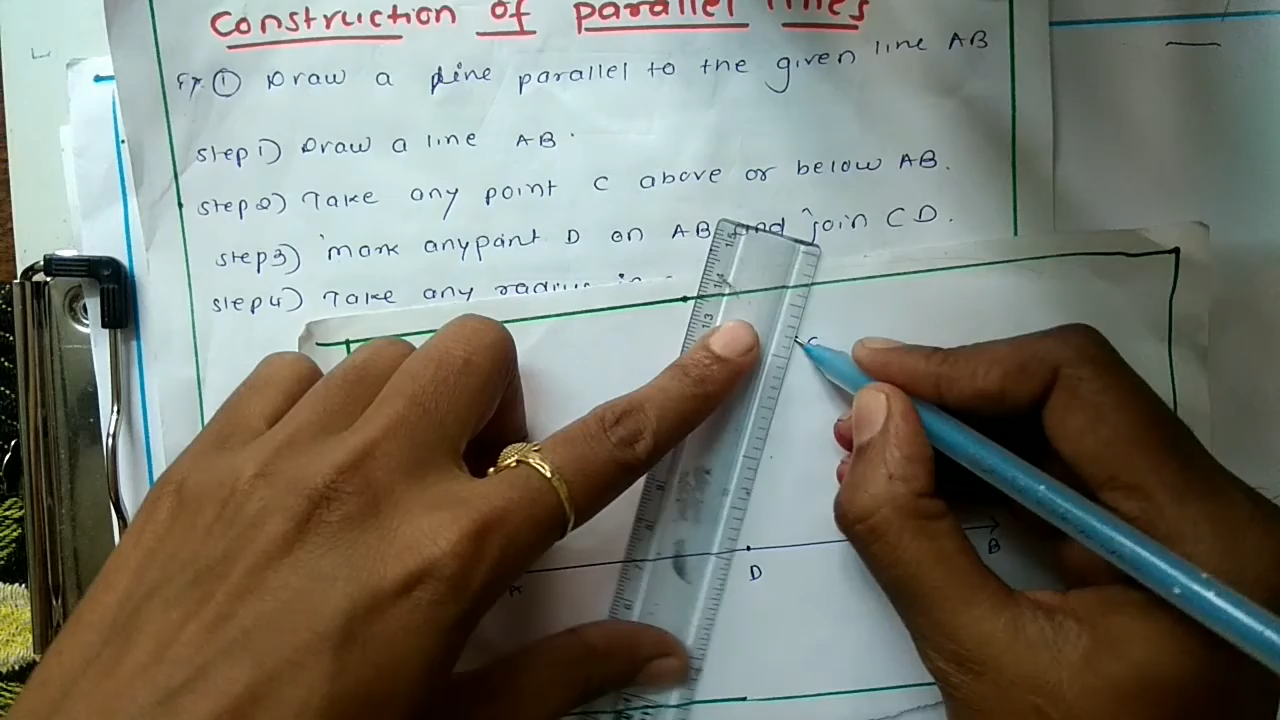 Construction of parallel lines
Ex. ① Draw a line parallel to the given line AB
step1) Draw a line AB.
step2) Take any point C above or below AB.
step3) mark any point D on AB and join CD.
step4) Take any radius in
C
A
D
B